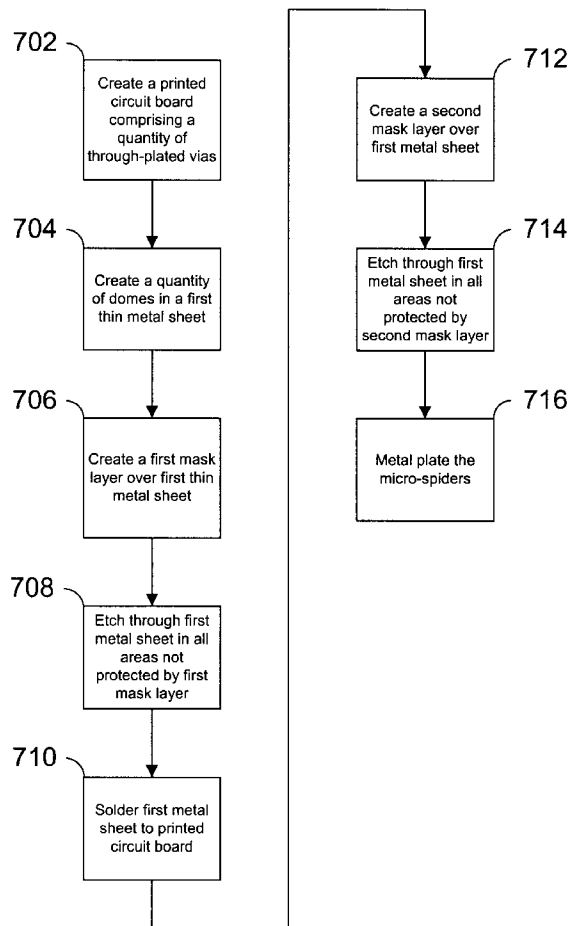 702
Create a printed
circuit board
comprising a
quantity of
through-plated vias
704
Create a quantity
of domes in a first
thin metal sheet
706
Create a first mask
layer over first thin
metal sheet
708
Etch through first
metal sheet in all
areas not
protected by first
mask layer
710
Solder first metal
sheet to printed
circuit board
712
Create a second
mask layer over
first metal sheet
714
Etch through first
metal sheet in all
areas not
protected by
second mask layer
716
Metal plate the
micro-spiders